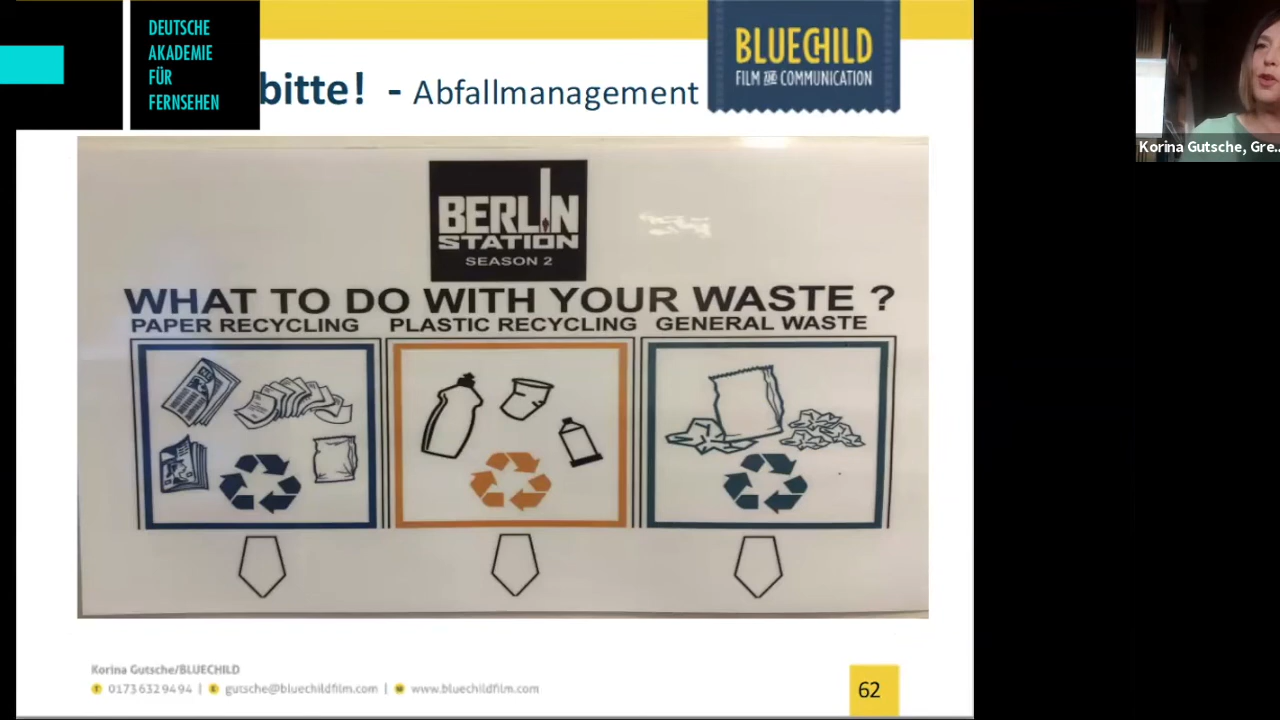 DEUTSCHE
AKADEMIE
FÜR
FERNSEHEN
bitte! - Abfallmanagement
BLUECHILD
FILM AND COMMUNICATION
Korina Gutsche, Gre...
BERLIN
STATION
SEASON 2
WHAT TO DO WITH YOUR WASTE ?
PAPER RECYCLING PLASTIC RECYCLING GENERAL WASTE
Korina Gutsche/BLUECHILD
T 0173 632 94 94 | E gutsche@bluechildfilm.com | W www.bluechildfilm.com
62